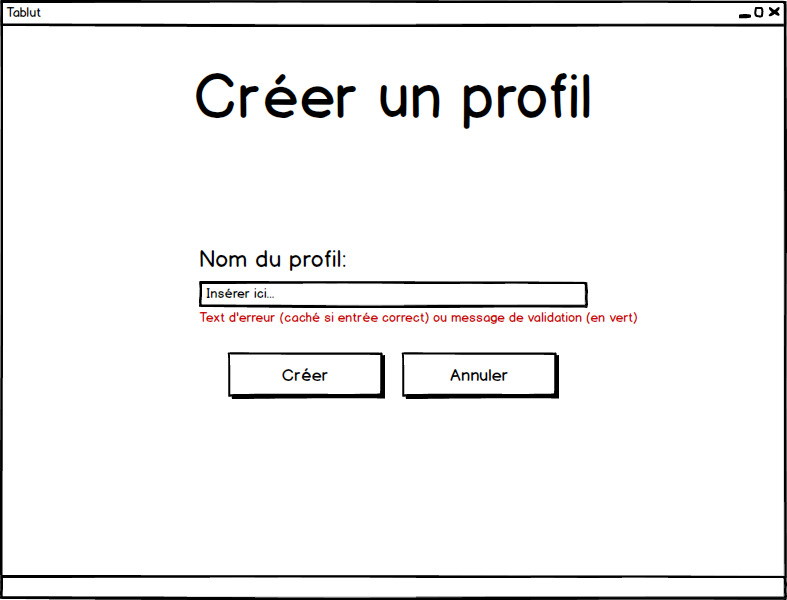 Tablut
Créer un profil
Nom du profil:
Insérer ici...
Text d'erreur (caché si entrée correct) ou message de validation (en vert)
Créer
Annuler